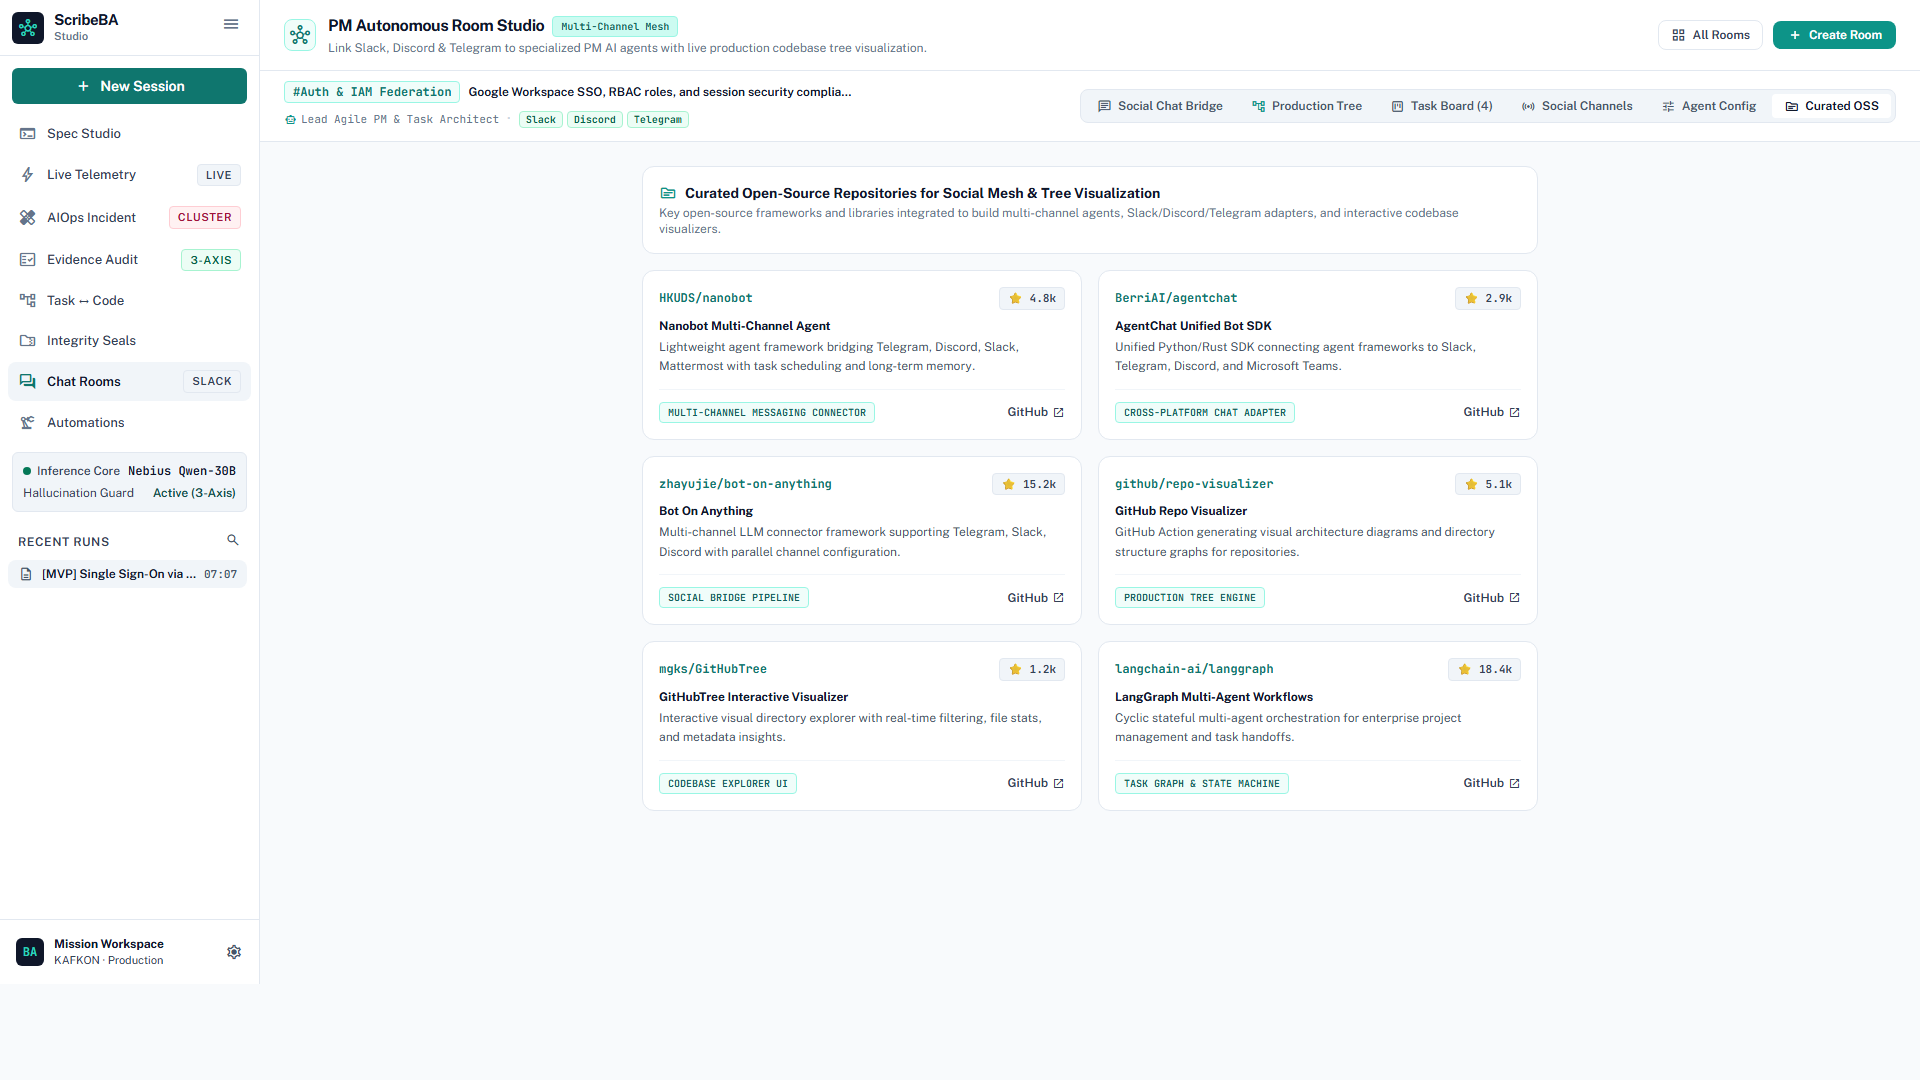 ScribeBA
Studio
New Session
Spec Studio
Live Telemetry LIVE
AIOps Incident CLUSTER
Evidence Audit 3-AXIS
Task ↔ Code
Integrity Seals
Chat Rooms SLACK
Automations
Inference Core Nebius Qwen-30B
Hallucination Guard Active (3-Axis)
RECENT RUNS
[MVP] Single Sign-On via ... 07:07
BA Mission Workspace
KAFKON · Production
PM Autonomous Room Studio Multi-Channel Mesh
Link Slack, Discord & Telegram to specialized PM AI agents with live production codebase tree visualization.
All Rooms
Create Room
#Auth & IAM Federation Google Workspace SSO, RBAC roles, and session security complia...
Lead Agile PM & Task Architect · Slack Discord Telegram
Social Chat Bridge Production Tree Task Board (4) Social Channels Agent Config Curated OSS
Curated Open-Source Repositories for Social Mesh & Tree Visualization
Key open-source frameworks and libraries integrated to build multi-channel agents, Slack/Discord/Telegram adapters, and interactive codebase
visualizers.
HKUDS/nanobot 4.8k
Nanobot Multi-Channel Agent
Lightweight agent framework bridging Telegram, Discord, Slack,
Mattermost with task scheduling and long-term memory.
MULTI-CHANNEL MESSAGING CONNECTOR GitHub
BerriAI/agentchat 2.9k
AgentChat Unified Bot SDK
Unified Python/Rust SDK connecting agent frameworks to Slack,
Telegram, Discord, and Microsoft Teams.
CROSS-PLATFORM CHAT ADAPTER GitHub
zhayujie/bot-on-anything 15.2k
Bot On Anything
Multi-channel LLM connector framework supporting Telegram, Slack,
Discord with parallel channel configuration.
SOCIAL BRIDGE PIPELINE GitHub
github/repo-visualizer 5.1k
GitHub Repo Visualizer
GitHub Action generating visual architecture diagrams and directory
structure graphs for repositories.
PRODUCTION TREE ENGINE GitHub
mgks/GitHubTree 1.2k
GitHubTree Interactive Visualizer
Interactive visual directory explorer with real-time filtering, file stats,
and metadata insights.
CODEBASE EXPLORER UI GitHub
langchain-ai/langgraph 18.4k
LangGraph Multi-Agent Workflows
Cyclic stateful multi-agent orchestration for enterprise project
management and task handoffs.
TASK GRAPH & STATE MACHINE GitHub